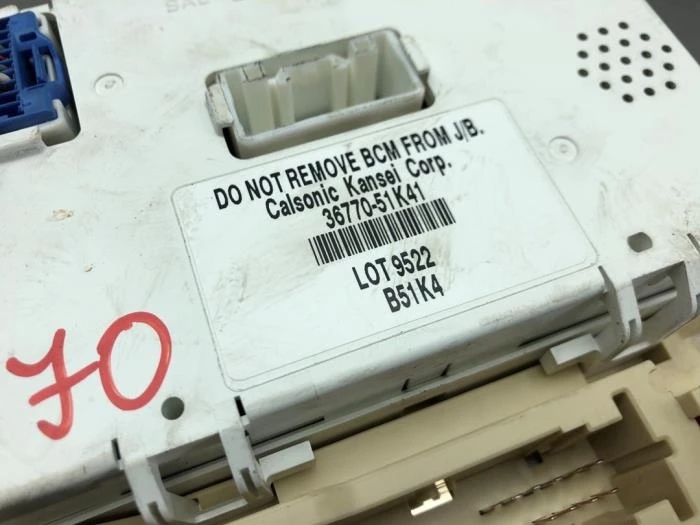 DO NOT REMOVE BCM FROM J/B.
Calsonic Kansei Corp.
36770-51K41
LOT 9522
B51K4
70